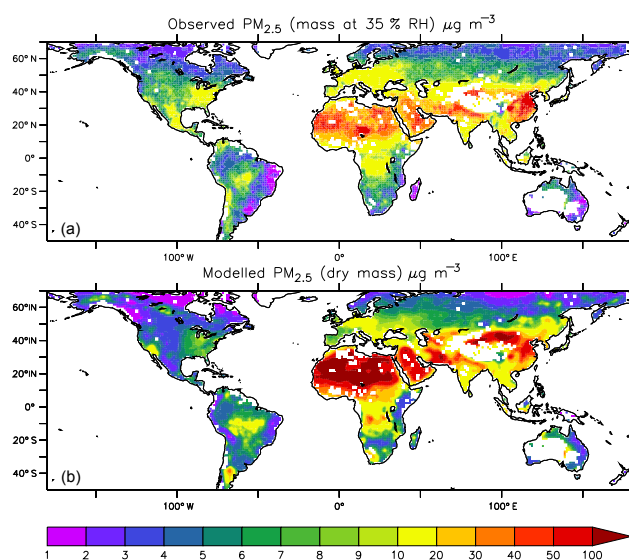 Observed PM2.5 (mass at 35 % RH) μg m−3
60°N
40°N
20°N
0°
20°S
40°S
(a)
100°W 0° 100°E
Modelled PM2.5 (dry mass) μg m−3
60°N
40°N
20°N
0°
20°S
40°S
(b)
100°W 0° 100°E
1 2 3 4 5 6 7 8 9 10 20 30 40 50 100